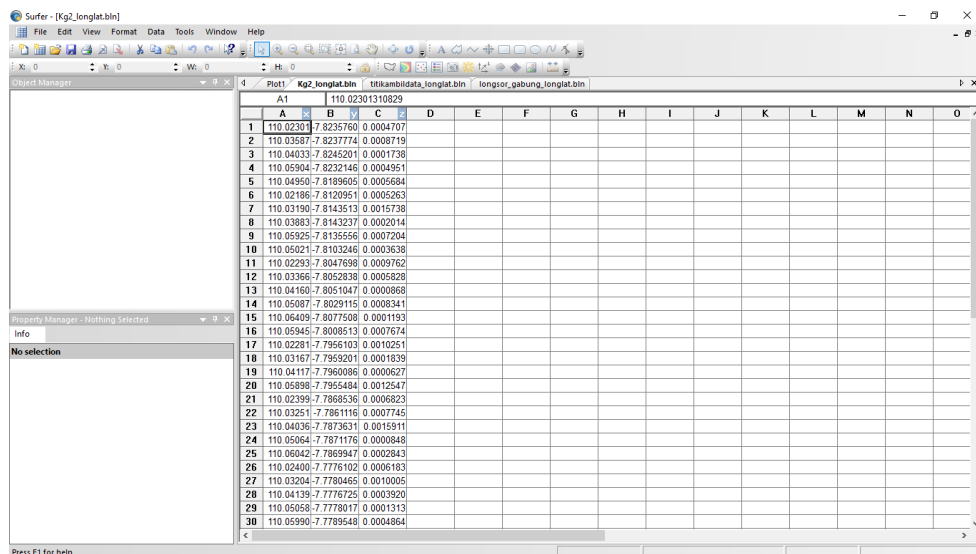 Surfer - [Kg2_longlat.bln]
File Edit View Format Data Tools Window Help
X: 0 Y: 0 W: 0 H: 0
Object Manager
Plot1 Kg2_longlat.bln titikambildata_longlat.bln longsor_gabung_longlat.bln
A1 110.02301310829
A x B y C z D E F G H I J K L M N O
1 110.02301 -7.8235760 0.0004707
2 110.03587 -7.8237774 0.0008719
3 110.04033 -7.8245201 0.0001738
4 110.05904 -7.8232146 0.0004951
5 110.04950 -7.8189605 0.0005684
6 110.02186 -7.8120951 0.0005263
7 110.03190 -7.8143513 0.0015738
8 110.03883 -7.8143237 0.0002014
9 110.05925 -7.8135556 0.0007204
10 110.05021 -7.8103246 0.0003638
11 110.02293 -7.8047698 0.0009762
12 110.03366 -7.8052838 0.0005828
13 110.04160 -7.8051047 0.0000868
14 110.05087 -7.8029115 0.0008341
15 110.06409 -7.8077508 0.0001193
16 110.05945 -7.8008513 0.0007674
17 110.02281 -7.7956103 0.0010251
18 110.03167 -7.7959201 0.0001839
19 110.04117 -7.7960086 0.0000627
20 110.05898 -7.7955484 0.0012547
21 110.02399 -7.7868536 0.0006823
22 110.03251 -7.7861116 0.0007745
23 110.04036 -7.7873631 0.0015911
24 110.05064 -7.7871176 0.0000848
25 110.06042 -7.7869947 0.0002843
26 110.02400 -7.7776102 0.0006183
27 110.03204 -7.7780465 0.0010005
28 110.04139 -7.7776725 0.0003920
29 110.05058 -7.7778017 0.0001313
30 110.05990 -7.7789548 0.0004864
Property Manager - Nothing Selected
Info
No selection
Press F1 for help